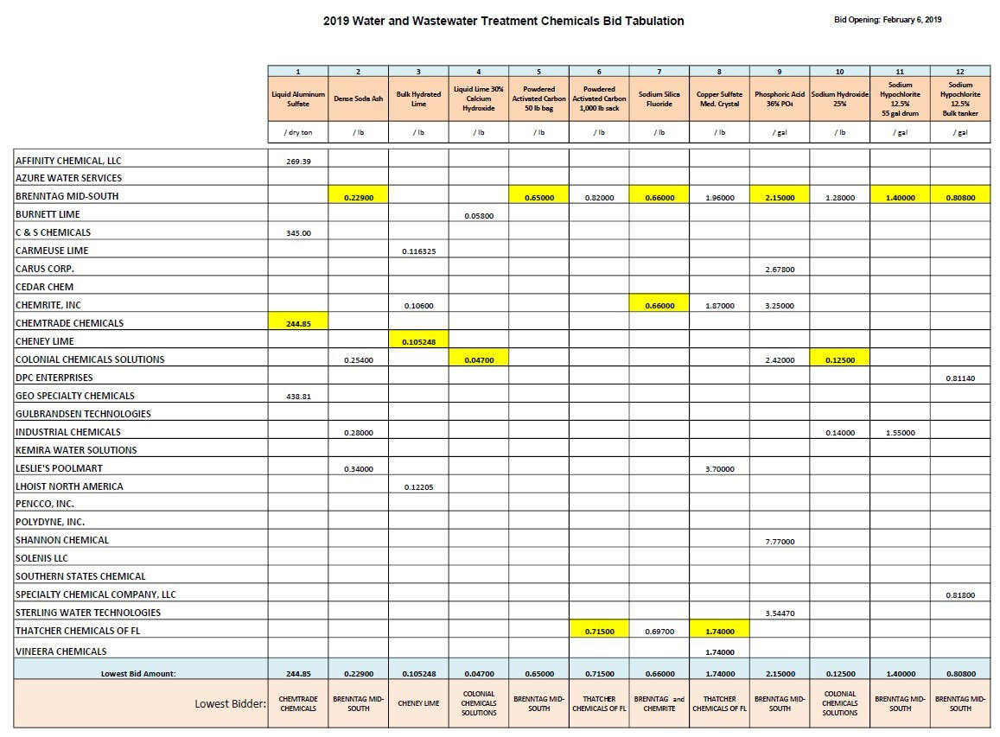 2019 Water and Wastewater Treatment Chemicals Bid Tabulation
Bid Opening: February 6, 2019
1 2 3 4 5 6 7 8 9 10 11 12
Liquid Aluminum
Sulfate
Dense Soda Ash
Bulk Hydrated
Lime
Liquid Lime 30%
Calcium
Hydroxide
Powdered
Activated Carbon
50 lb bag
Powdered
Activated Carbon
1,000 lb sack
Sodium Silica
Fluoride
Copper Sulfate
Med. Crystal
Phosphoric Acid
36% PO4
Sodium Hydroxide
25%
Sodium
Hypochlorite
12.5%
55 gal drum
Sodium
Hypochlorite
12.5%
Bulk tanker
/ dry ton / lb / lb / lb / lb / lb / lb / lb / gal / lb / gal / gal
AFFINITY CHEMICAL, LLC 269.39
AZURE WATER SERVICES
BRENNTAG MID-SOUTH 0.22900 0.65000 0.82000 0.66000 1.96000 2.15000 1.28000 1.40000 0.80800
BURNETT LIME 0.05800
C & S CHEMICALS 345.00
CARMEUSE LIME 0.116325
CARUS CORP. 2.67800
CEDAR CHEM
CHEMRITE, INC 0.10600 0.66000 1.87000 3.25000
CHEMTRADE CHEMICALS 244.85
CHENEY LIME 0.105248
COLONIAL CHEMICALS SOLUTIONS 0.25400 0.04700 2.42000 0.12500
DPC ENTERPRISES 0.81140
GEO SPECIALTY CHEMICALS 438.81
GULBRANDSEN TECHNOLOGIES
INDUSTRIAL CHEMICALS 0.28000 0.14000 1.55000
KEMIRA WATER SOLUTIONS
LESLIE'S POOLMART 0.34000 3.70000
LHOIST NORTH AMERICA 0.12205
PENCCO, INC.
POLYDYNE, INC.
SHANNON CHEMICAL 7.77000
SOLENIS LLC
SOUTHERN STATES CHEMICAL
SPECIALTY CHEMICAL COMPANY, LLC 0.81800
STERLING WATER TECHNOLOGIES 3.54470
THATCHER CHEMICALS OF FL 0.71500 0.69700 1.74000
VINEERA CHEMICALS 1.74000
Lowest Bid Amount: 244.85 0.22900 0.105248 0.04700 0.65000 0.71500 0.66000 1.74000 2.15000 0.12500 1.40000 0.80800
Lowest Bidder:
CHEMTRADE
CHEMICALS
BRENNTAG MID-
SOUTH
CHENEY LIME
COLONIAL
CHEMICALS
SOLUTIONS
BRENNTAG MID-
SOUTH
THATCHER
CHEMICALS OF FL
BRENNTAG and
CHEMRITE
THATCHER
CHEMICALS OF FL
BRENNTAG MID-
SOUTH
COLONIAL
CHEMICALS
SOLUTIONS
BRENNTAG MID-
SOUTH
BRENNTAG MID-
SOUTH